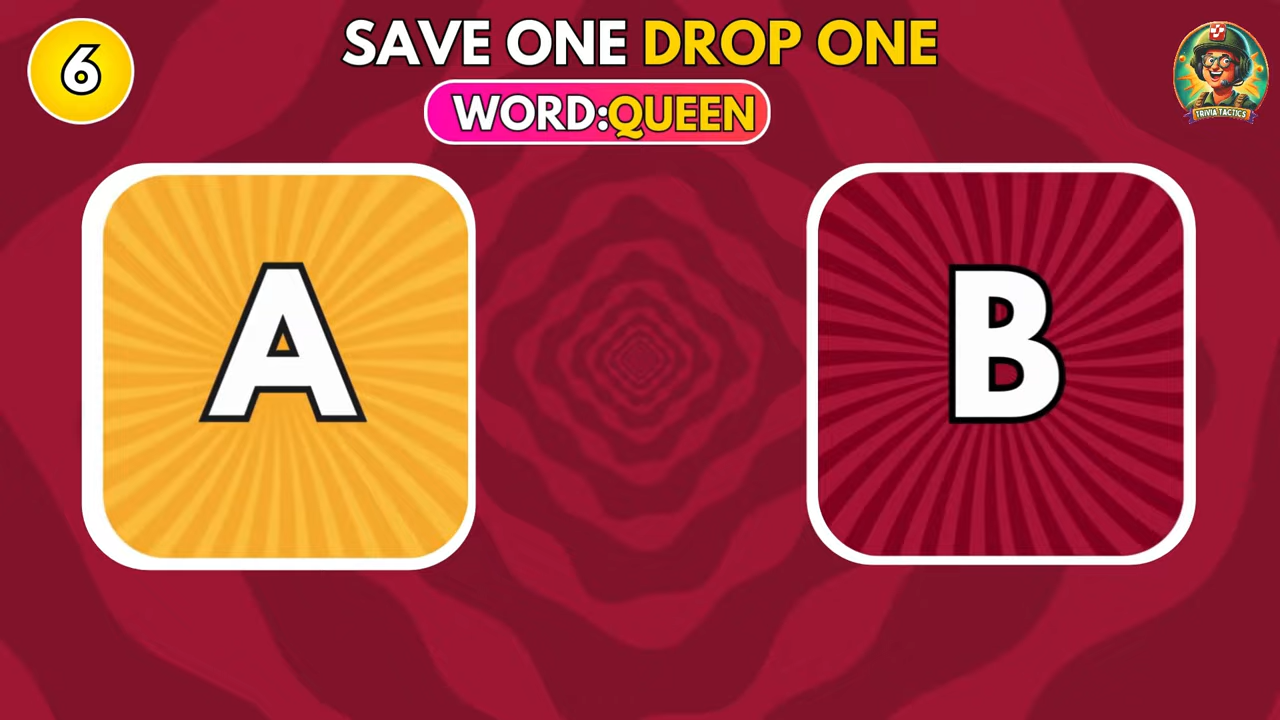 6
SAVE ONE DROP ONE
WORD:QUEEN
TRIVIA TACTICS
A
B